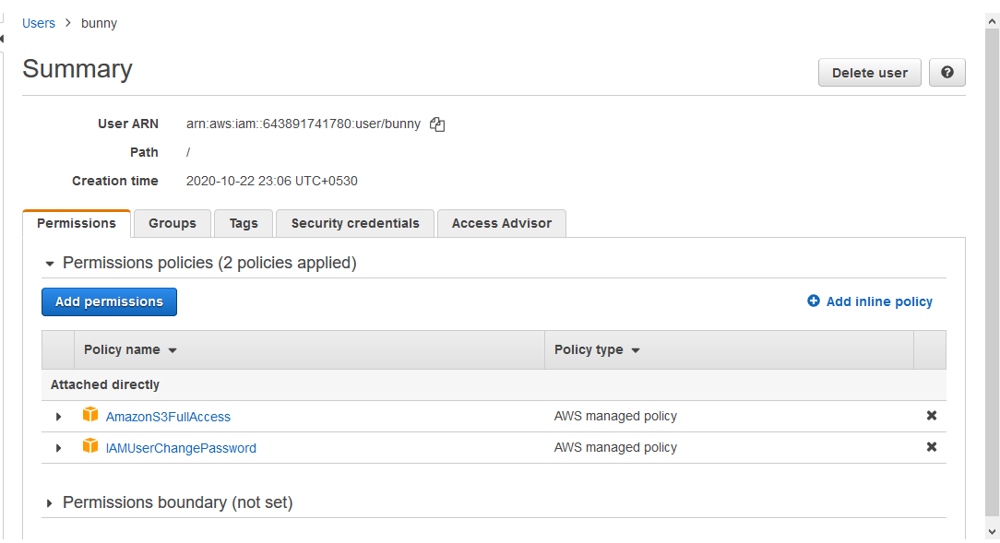 Users > bunny
Summary
Delete user
User ARN arn:aws:iam::643891741780:user/bunny
Path /
Creation time 2020-10-22 23:06 UTC+0530
Permissions Groups Tags Security credentials Access Advisor
Permissions policies (2 policies applied)
Add permissions Add inline policy
Policy name Policy type
Attached directly
AmazonS3FullAccess AWS managed policy
IAMUserChangePassword AWS managed policy
Permissions boundary (not set)